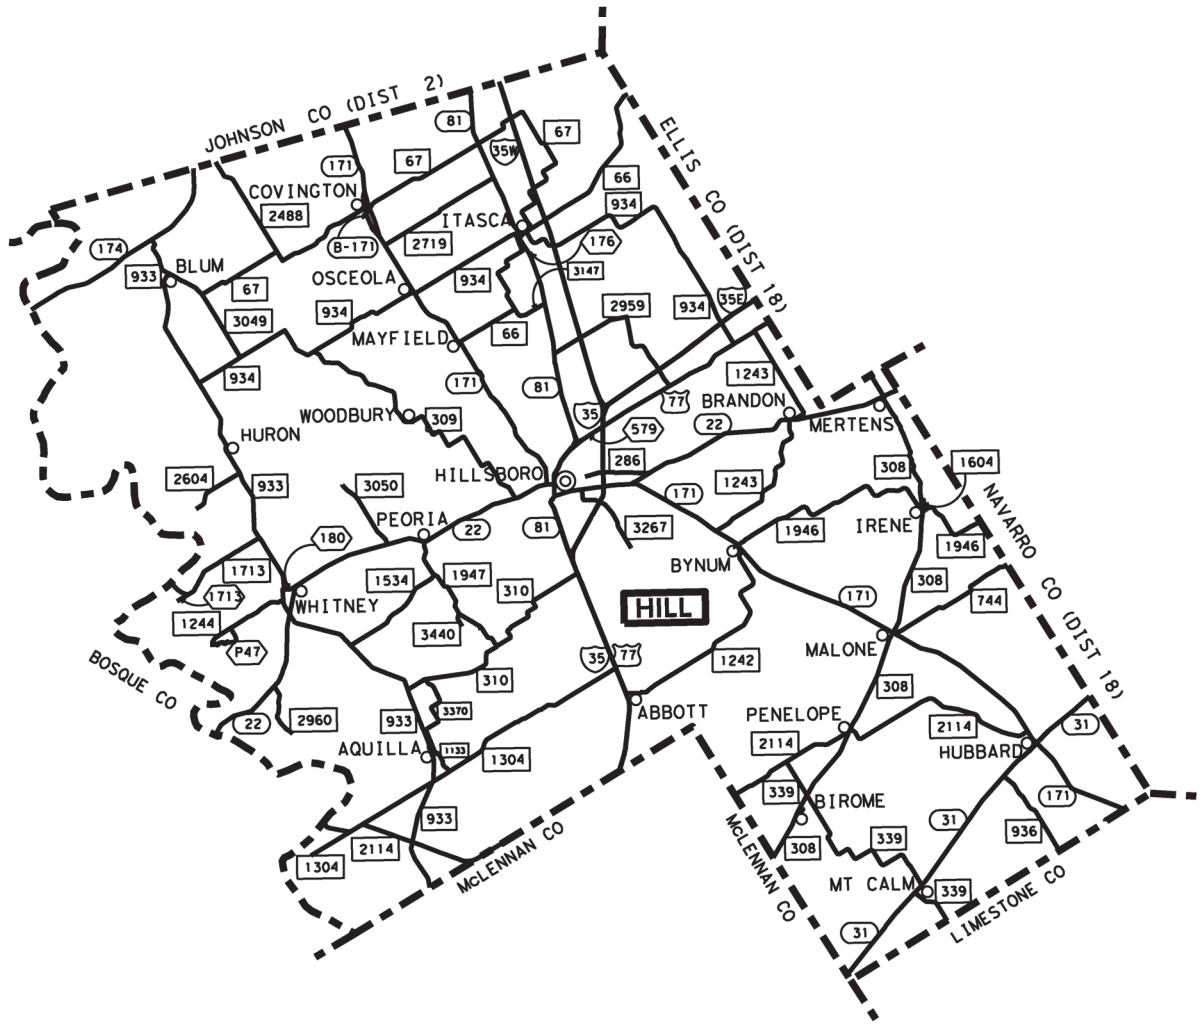 JOHNSON CO (DIST 2)
81
67
35W
171
67
ELLIS CO (DIST 18)
66
COVINGTON
934
2488
ITASCA
B-171
2719
176
174
BLUM
933
3147
OSCEOLA
934
67
35E
2959
934
934
3049
66
MAYFIELD
1243
934
171
81
77
BRANDON
WOODBURY
309
35
579
22
MERTENS
HURON
286
1604
308
HILLSBORO
2604
933
3050
1243
171
NAVARRO CO (DIST 18)
PEORIA
22
81
3267
1946
IRENE
180
1946
BYNUM
1713
1534
1947
308
1713
310
171
744
WHITNEY
HILL
1244
3440
MALONE
P47
35
77
1242
BOSQUE CO
310
308
3370
ABBOTT
22
2960
933
PENELOPE
2114
31
AQUILLA
1133
2114
HUBBARD
1304
339
171
BIROME
933
31
936
McLENNAN CO
2114
308
339
1304
McLENNAN CO
MT CALM
339
31
LIMESTONE CO